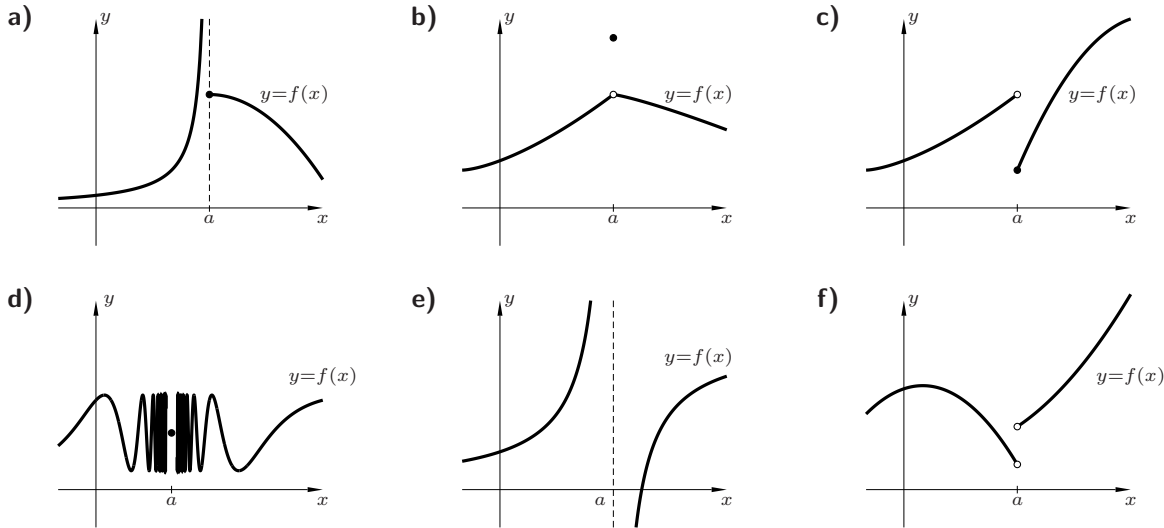 a)
y
y=f(x)
a
x
b)
y
y=f(x)
a
x
c)
y
y=f(x)
a
x
d)
y
y=f(x)
a
x
e)
y
y=f(x)
a
x
f)
y
y=f(x)
a
x